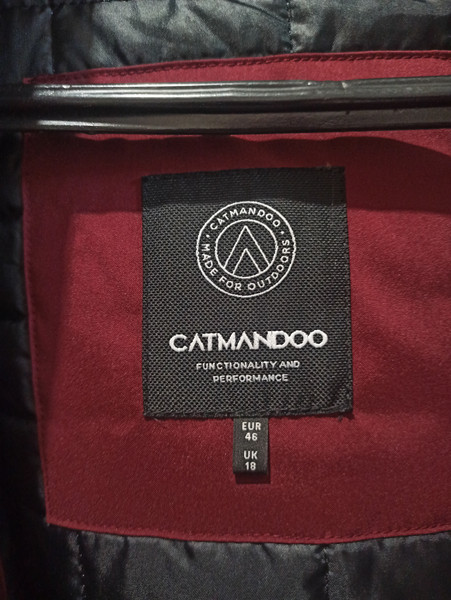 CATMANDOO
MADE FOR OUTDOORS
CATMANDOO
FUNCTIONALITY AND
PERFORMANCE
EUR
46
UK
18